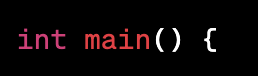 int main() {